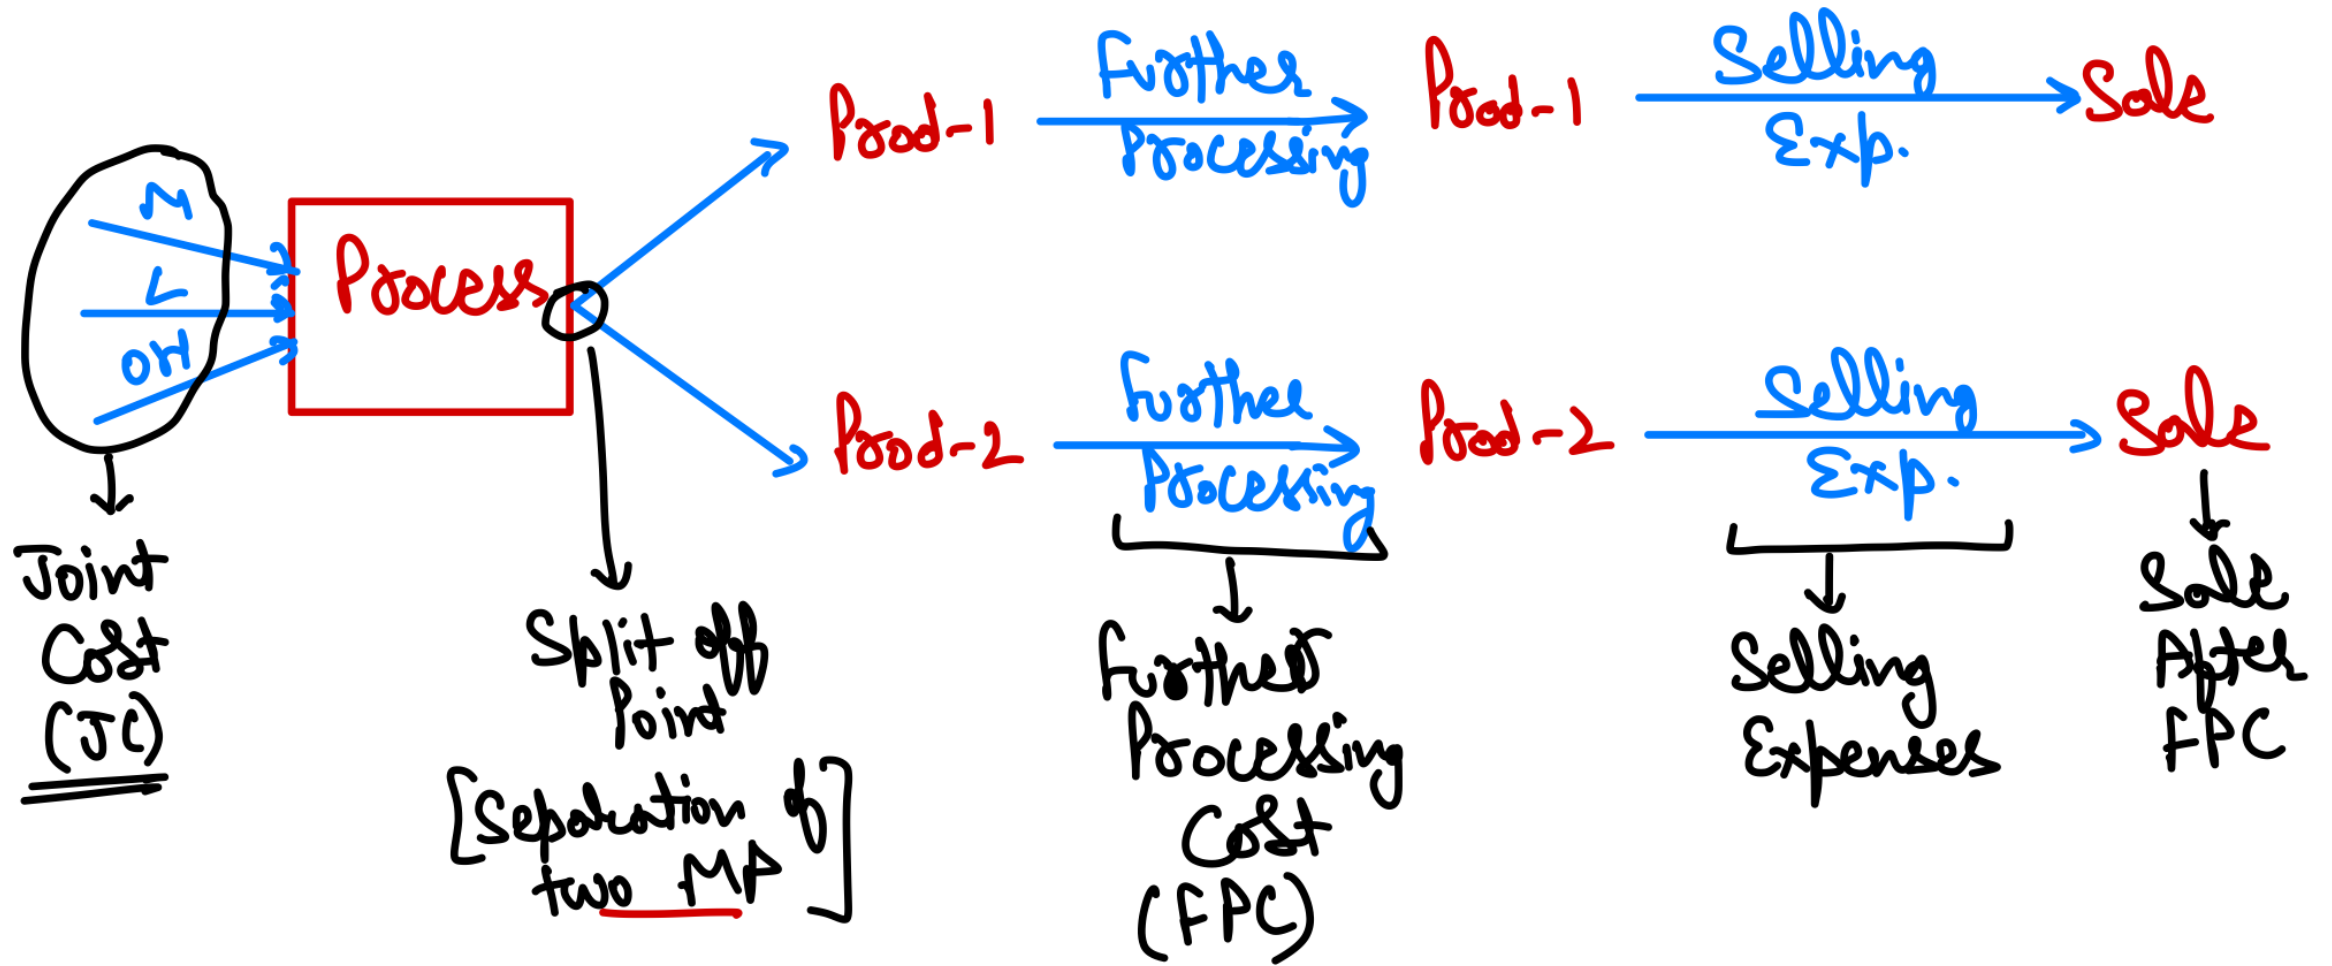 Further
Prod-1
Processing
Prod-1
Selling
Exp.
Sale
M
L
OH
Process
Further
Prod-2
Processing
Prod-2
Selling
Exp.
Sale
Joint
Cost
(JC)
Split off
Point
[Separation of
two MP]
Further
Processing
Cost
(FPC)
Selling
Expenses
Sale
After
FPC